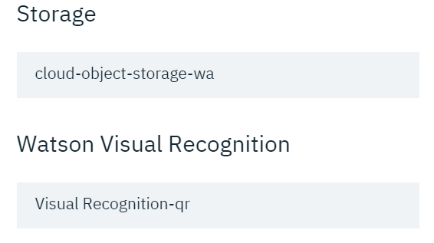 Storage
cloud-object-storage-wa
Watson Visual Recognition
Visual Recognition-qr